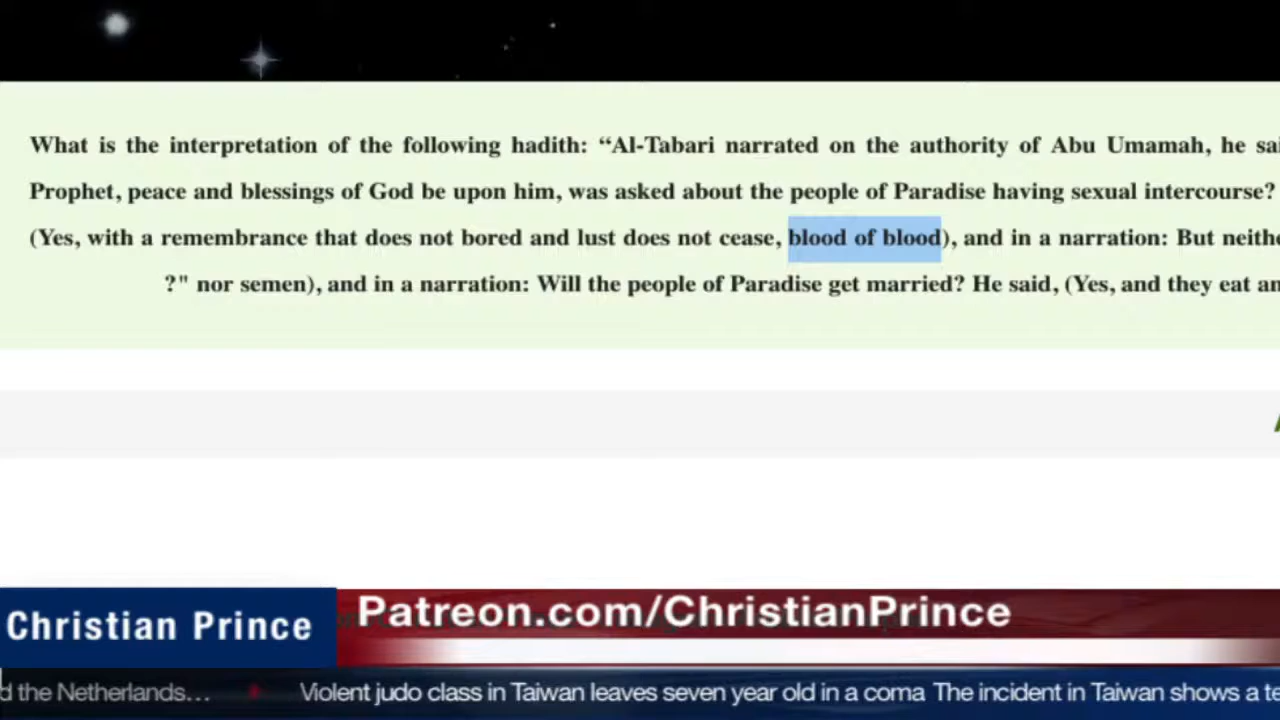 What is the interpretation of the following hadith: “Al-Tabari narrated on the authority of Abu Umamah, he sai
Prophet, peace and blessings of God be upon him, was asked about the people of Paradise having sexual intercourse?
(Yes, with a remembrance that does not bored and lust does not cease, blood of blood), and in a narration: But neithe
?" nor semen), and in a narration: Will the people of Paradise get married? He said, (Yes, and they eat an
Christian Prince
Patreon.com/ChristianPrince
d the Netherlands... Violent judo class in Taiwan leaves seven year old in a coma The incident in Taiwan shows a te